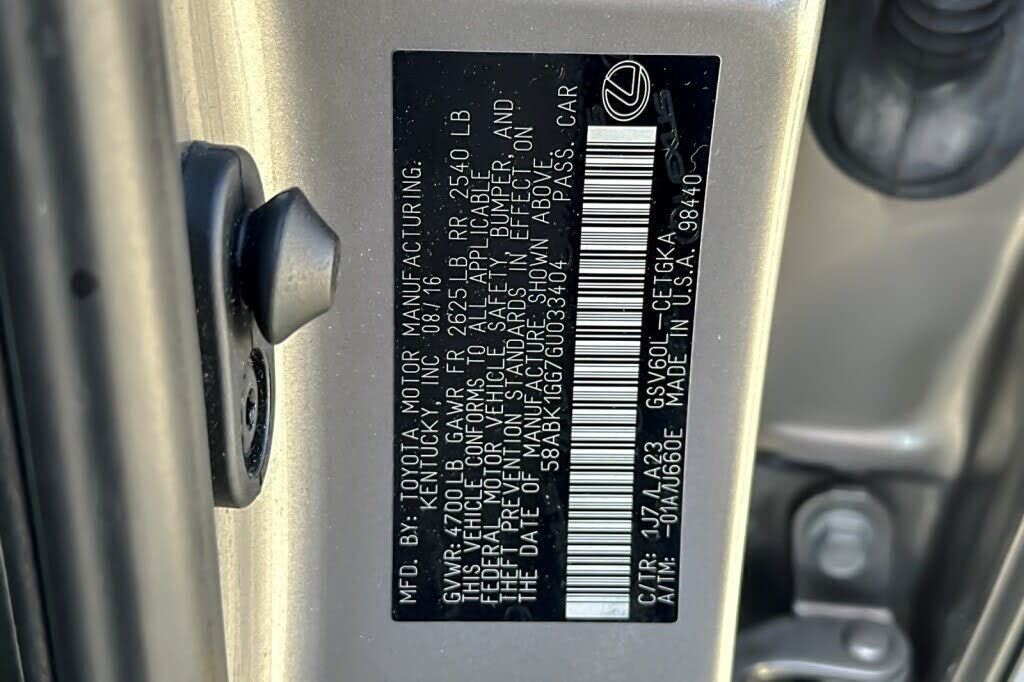 MFD. BY: TOYOTA MOTOR MANUFACTURING.
KENTUCKY, INC 08/16
GVWR: 4700LB GAWR FR 2625LB RR 2540 LB
THIS VEHICLE CONFORMS TO ALL APPLICABLE
FEDERAL MOTOR VEHICLE SAFETY, BUMPER, AND
THEFT PREVENTION STANDARDS IN EFFECT ON
THE DATE OF MANUFACTURE SHOWN ABOVE.
58ABK1GG7GU033404 PASS. CAR
C/TR: 1J7/LA23 GSV60L-CETGKA
A/TM: -01A/U660E MADE IN U.S.A. 98440
LEXUS